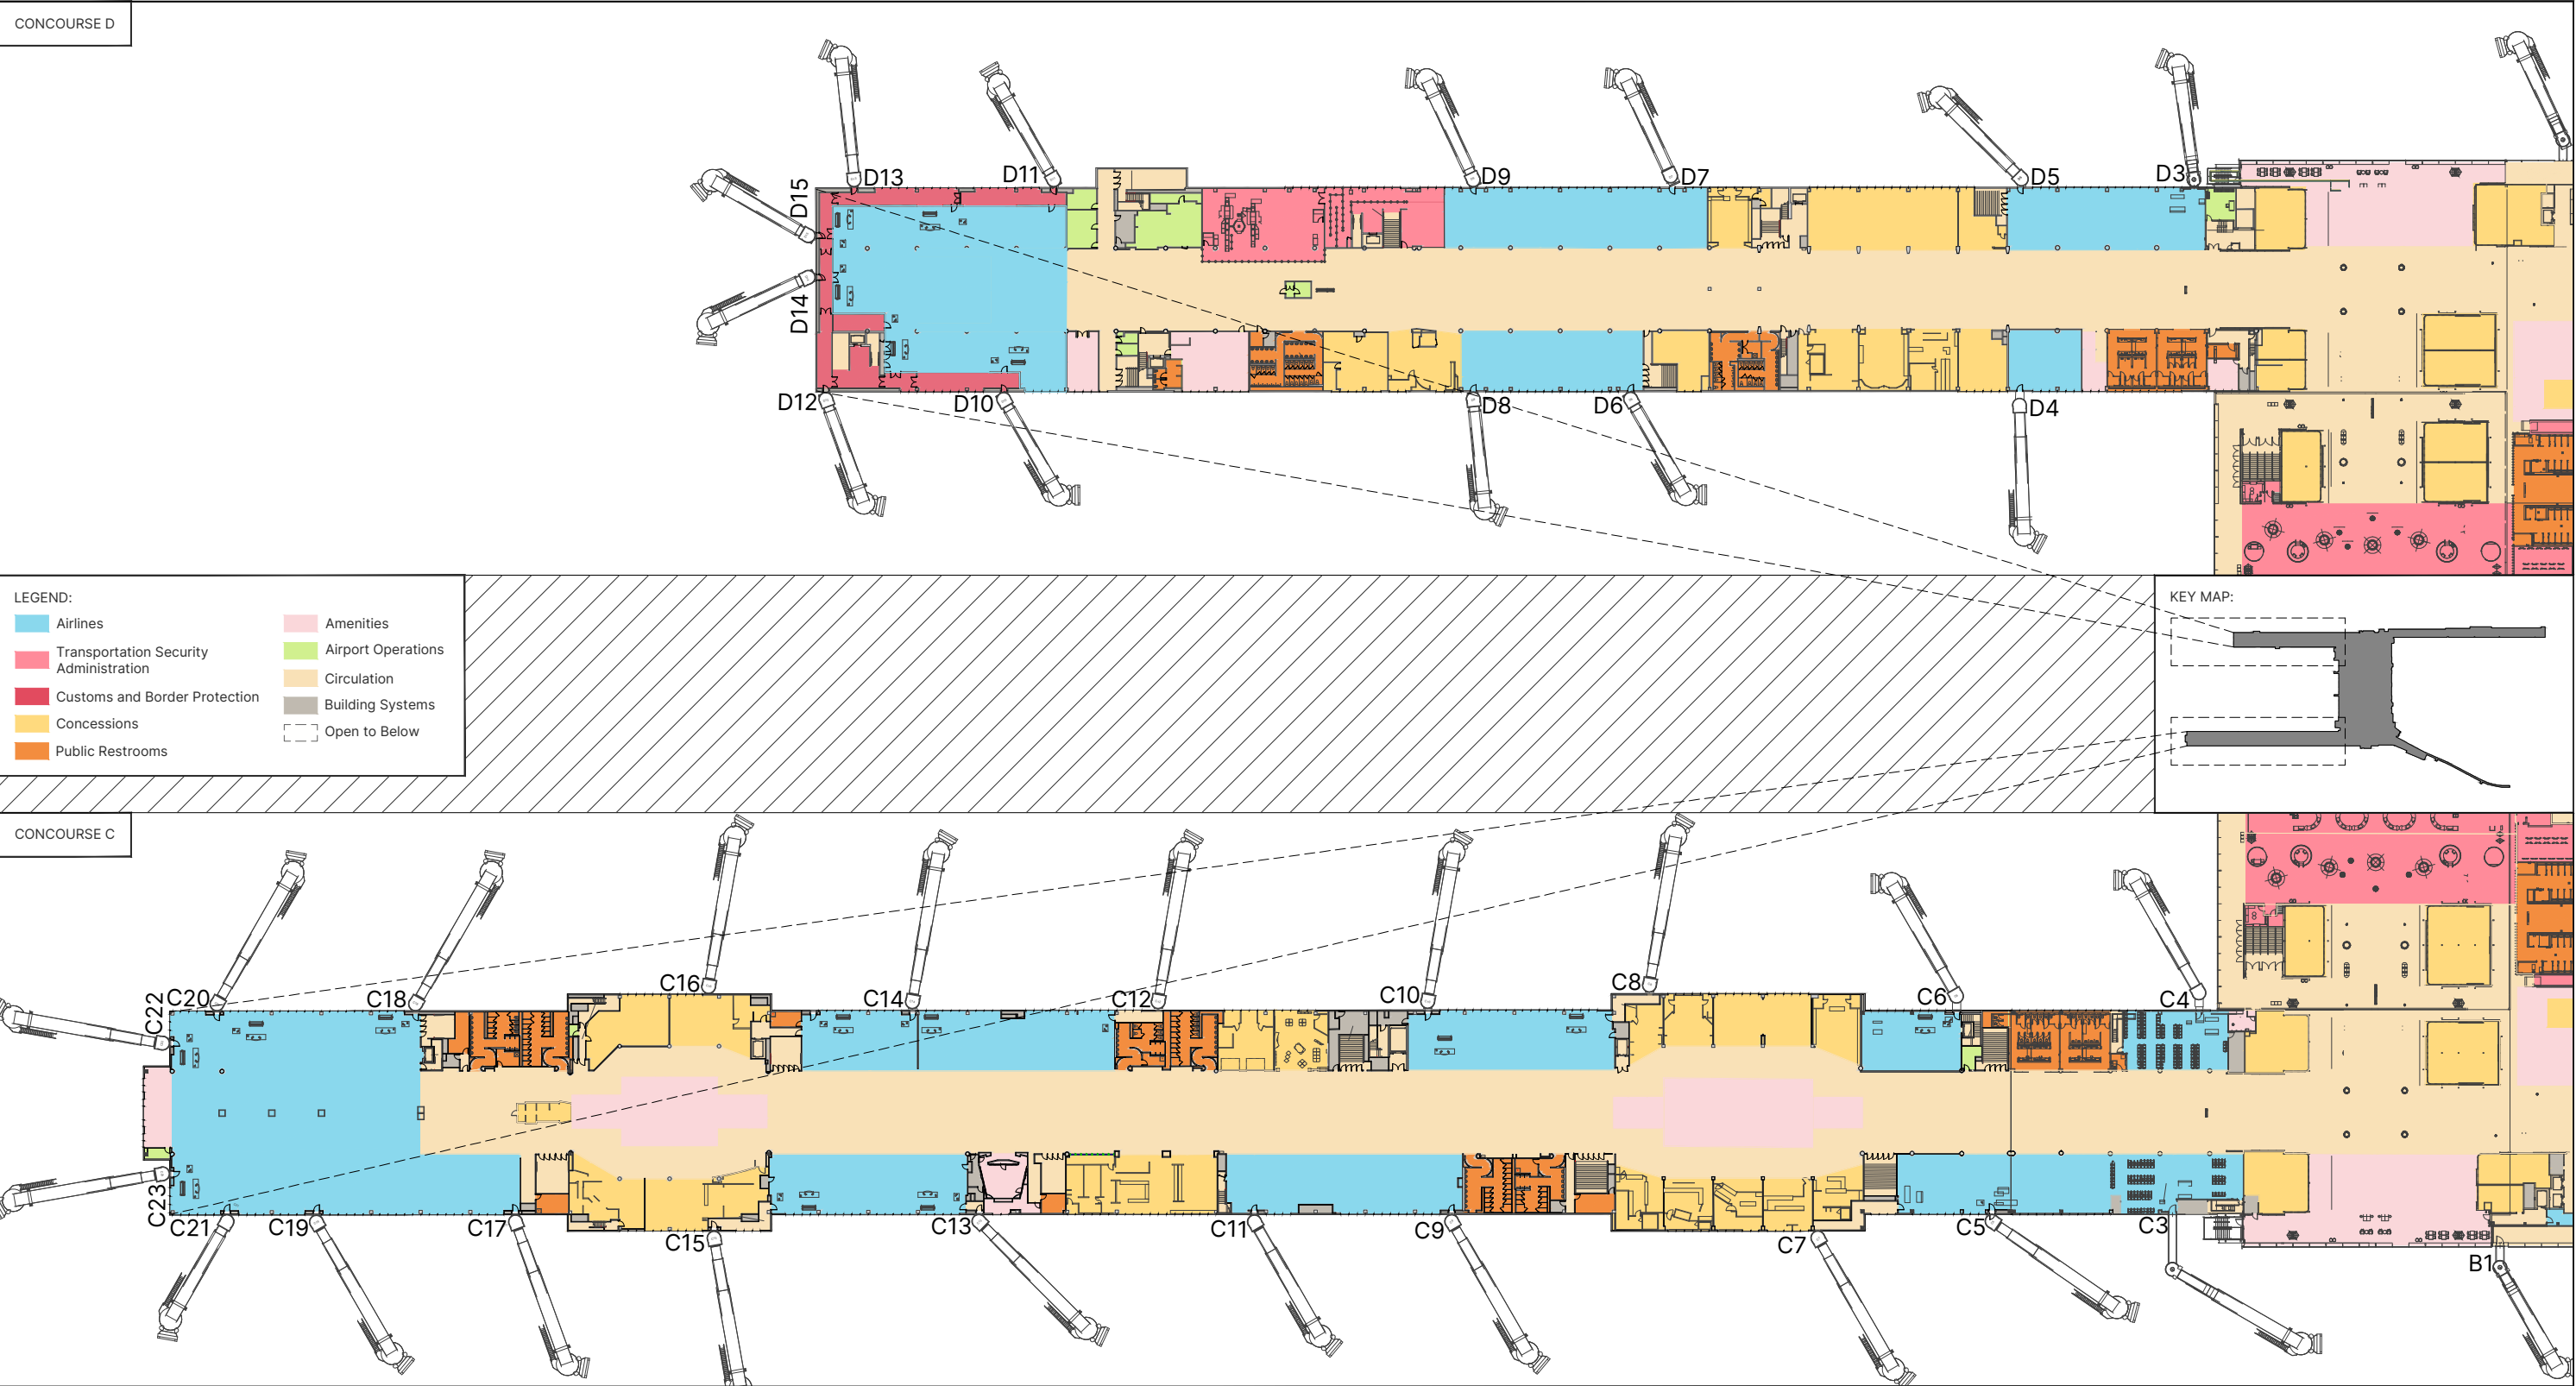 CONCOURSE D
D15
D13
D11
D9
D7
D5
D3
D14
D12
D10
D8
D6
D4
LEGEND:
Airlines
Transportation Security
Administration
Customs and Border Protection
Concessions
Public Restrooms
Amenities
Airport Operations
Circulation
Building Systems
Open to Below
KEY MAP:
CONCOURSE C
C22
C20
C18
C16
C14
C12
C10
C8
C6
C4
C23
C21
C19
C17
C15
C13
C11
C9
C7
C5
C3
B1